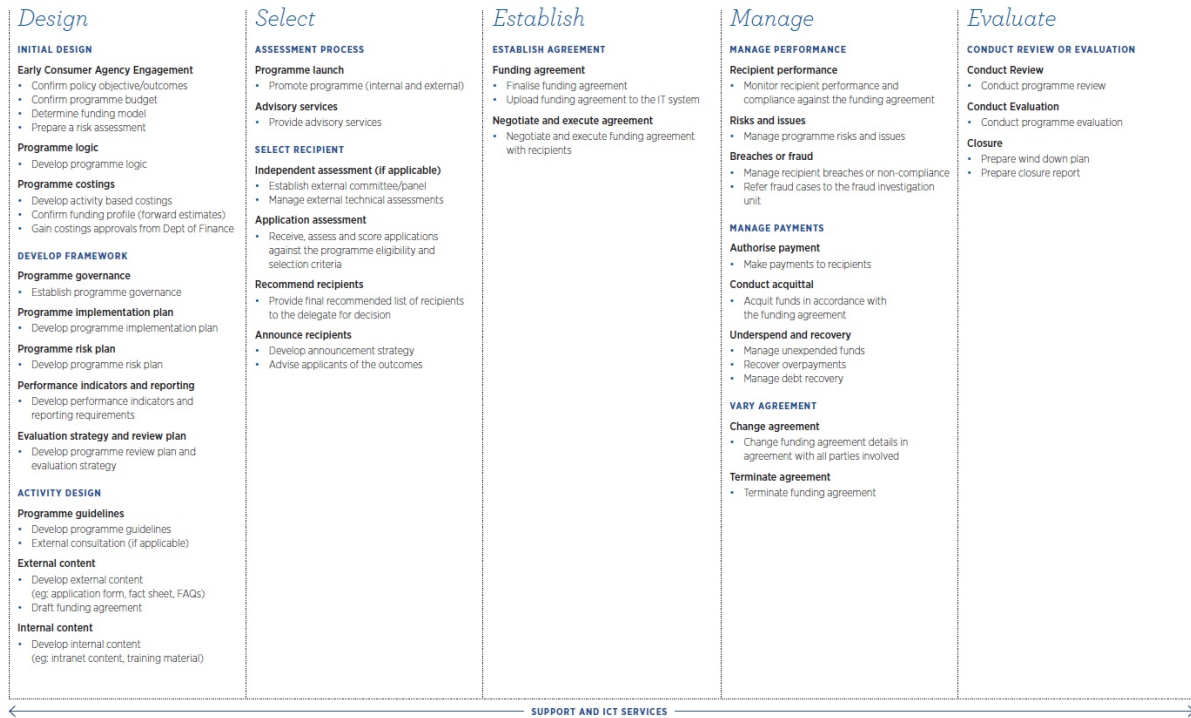 Design
INITIAL DESIGN
Early Consumer Agency Engagement
• Confirm policy objective/outcomes
• Confirm programme budget
• Determine funding model
• Prepare a risk assessment
Programme logic
• Develop programme logic
Programme costings
• Develop activity based costings
• Confirm funding profile (forward estimates)
• Gain costings approvals from Dept of Finance
DEVELOP FRAMEWORK
Programme governance
• Establish programme governance
Programme implementation plan
• Develop programme implementation plan
Programme risk plan
• Develop programme risk plan
Performance indicators and reporting
• Develop performance indicators and
reporting requirements
Evaluation strategy and review plan
• Develop programme review plan and
evaluation strategy
ACTIVITY DESIGN
Programme guidelines
• Develop programme guidelines
• External consultation (if applicable)
External content
• Develop external content
(eg: application form, fact sheet, FAQs)
• Draft funding agreement
Internal content
• Develop internal content
(eg: intranet content, training material)
Select
ASSESSMENT PROCESS
Programme launch
• Promote programme (internal and external)
Advisory services
• Provide advisory services
SELECT RECIPIENT
Independent assessment (if applicable)
• Establish external committee/panel
• Manage external technical assessments
Application assessment
• Receive, assess and score applications
against the programme eligibility and
selection criteria
Recommend recipients
• Provide final recommended list of recipients
to the delegate for decision
Announce recipients
• Develop announcement strategy
• Advise applicants of the outcomes
Establish
ESTABLISH AGREEMENT
Funding agreement
• Finalise funding agreement
• Upload funding agreement to the IT system
Negotiate and execute agreement
• Negotiate and execute funding agreement
with recipients
Manage
MANAGE PERFORMANCE
Recipient performance
• Monitor recipient performance and
compliance against the funding agreement
Risks and issues
• Manage programme risks and issues
Breaches or fraud
• Manage recipient breaches or non-compliance
• Refer fraud cases to the fraud investigation
unit
MANAGE PAYMENTS
Authorise payment
• Make payments to recipients
Conduct acquittal
• Acquit funds in accordance with
the funding agreement
Underspend and recovery
• Manage unexpended funds
• Recover overpayments
• Manage debt recovery
VARY AGREEMENT
Change agreement
• Change funding agreement details in
agreement with all parties involved
Terminate agreement
• Terminate funding agreement
Evaluate
CONDUCT REVIEW OR EVALUATION
Conduct Review
• Conduct programme review
Conduct Evaluation
• Conduct programme evaluation
Closure
• Prepare wind down plan
• Prepare closure report
SUPPORT AND ICT SERVICES